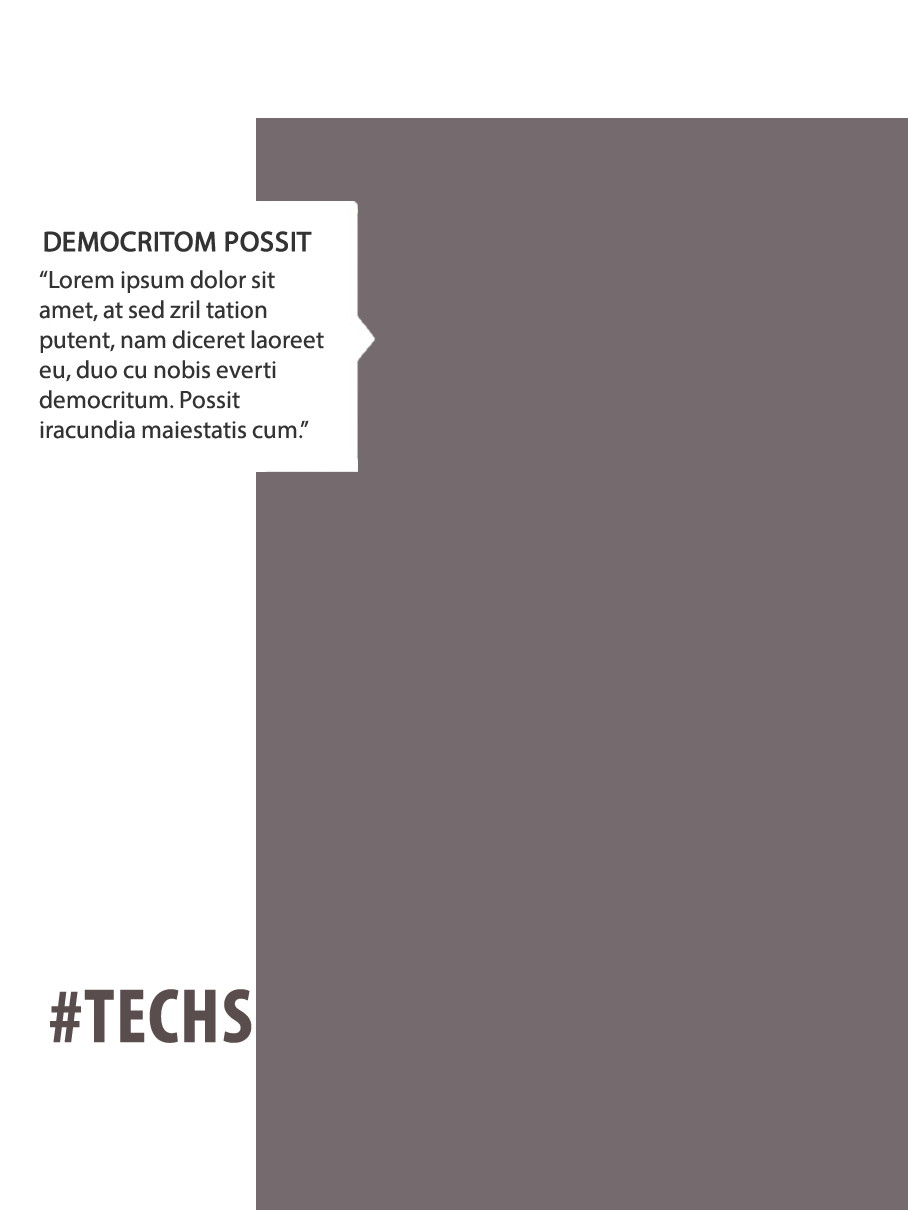 DEMOCRITOM POSSIT
“Lorem ipsum dolor sit
amet, at sed zril tation
putent, nam diceret laoreet
eu, duo cu nobis everti
democritum. Possit
iracundia maiestatis cum.”
#TECHS